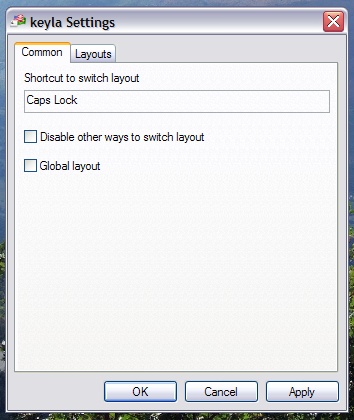 keyla Settings
Common Layouts
Shortcut to switch layout
Caps Lock
Disable other ways to switch layout
Global layout
OK Cancel Apply